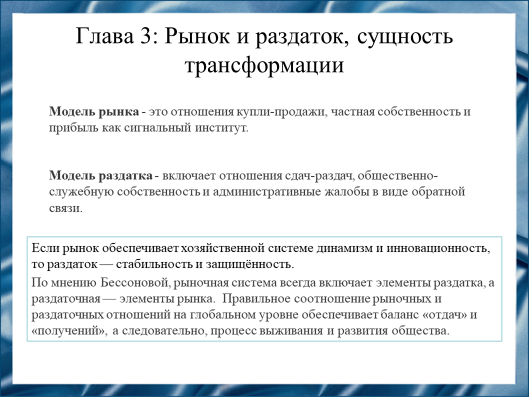 Глава 3: Рынок и раздаток, сущность
трансформации
Модель рынка - это отношения купли-продажи, частная собственность и
прибыль как сигнальный институт.
Модель раздатка - включает отношения сдач-раздач, общественно-
служебную собственность и административные жалобы в виде обратной
связи.
Если рынок обеспечивает хозяйственной системе динамизм и инновационность,
то раздаток — стабильность и защищённость.
По мнению Бессоновой, рыночная система всегда включает элементы раздатка, а
раздаточная — элементы рынка. Правильное соотношение рыночных и
раздаточных отношений на глобальном уровне обеспечивает баланс «отдач» и
«получений», а следовательно, процесс выживания и развития общества.